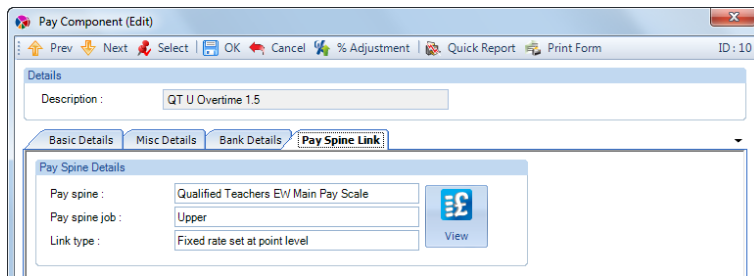 Pay Component (Edit)
Prev Next Select OK Cancel % Adjustment Quick Report Print Form ID : 10
Details
Description : QT U Overtime 1.5
Basic Details Misc Details Bank Details Pay Spine Link
Pay Spine Details
Pay spine : Qualified Teachers EW Main Pay Scale
Pay spine job : Upper
Link type : Fixed rate set at point level
View